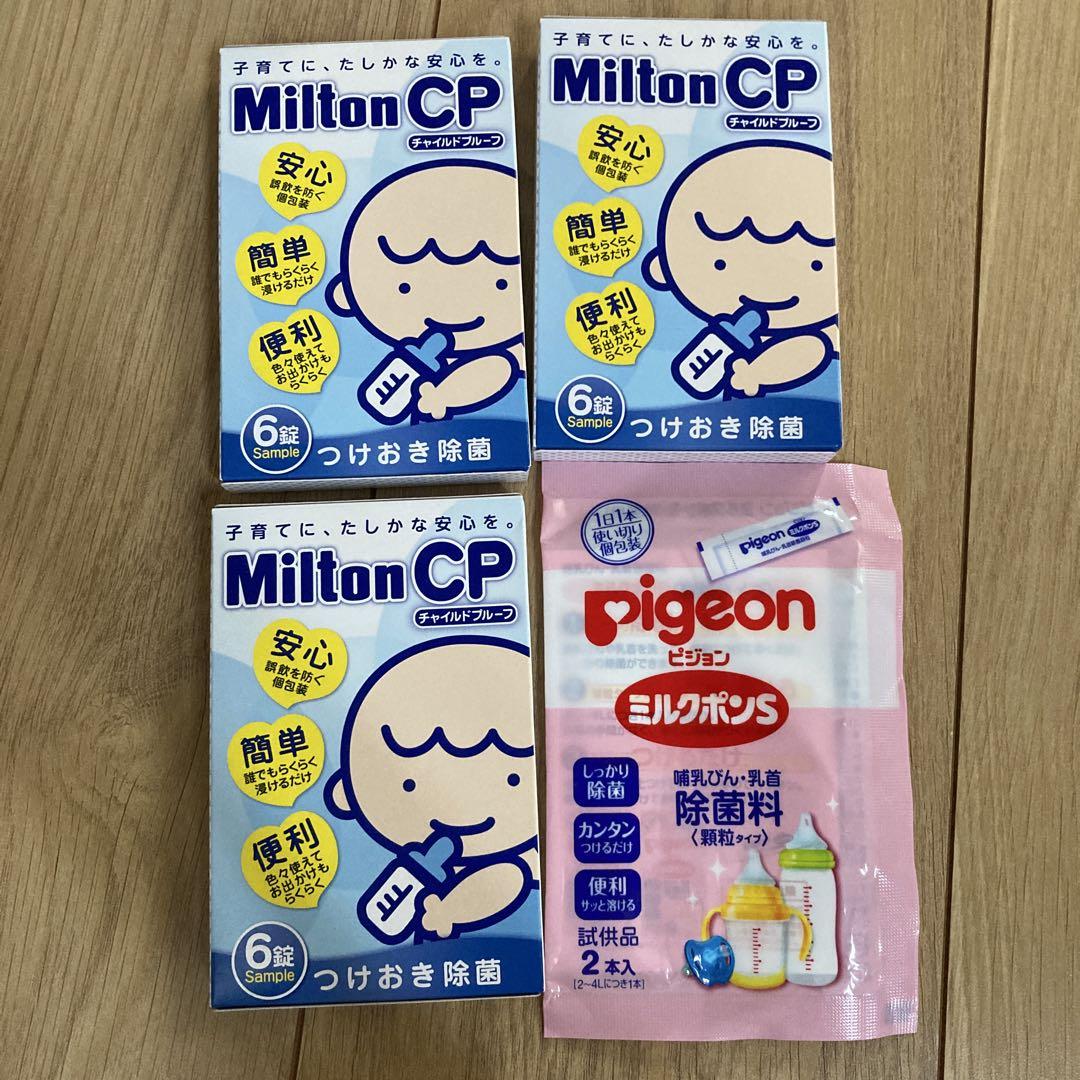 子育てに、たしかな安心を。
Milton CP
チャイルドプルーフ
安心
誤飲を防ぐ
個包装
簡単
誰でもらくらく
浸けるだけ
便利
色々使えて
お出かけも
らくらく
6錠
Sample
つけおき除菌
子育てに、たしかな安心を。
Milton CP
チャイルドプルーフ
安心
誤飲を防ぐ
個包装
簡単
誰でもらくらく
浸けるだけ
便利
色々使えて
お出かけも
らくらく
6錠
Sample
つけおき除菌
子育てに、たしかな安心を。
Milton CP
チャイルドプルーフ
安心
誤飲を防ぐ
個包装
簡単
誰でもらくらく
浸けるだけ
便利
色々使えて
お出かけも
らくらく
6錠
Sample
つけおき除菌
1日1本
使い切り
個包装
Pigeon ミルクポンS
Pigeon
ピジョン
ミルクポンS
しっかり
除菌
カンタン
つけるだけ
便利
サッと溶ける
哺乳びん・乳首
除菌料
〈顆粒タイプ〉
試供品
2本入
[2~4Lにつき1本]